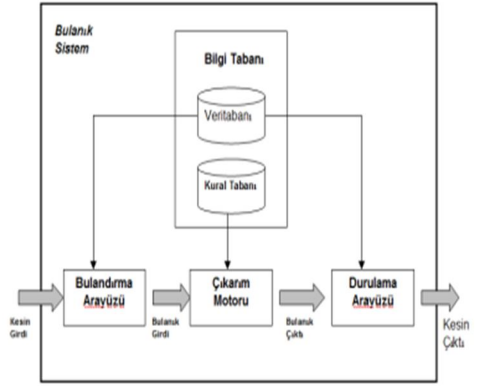 Bulanık
Sistem
Bilgi Tabanı
Veritabanı
Kural Tabanı
Bulandırma
Arayüzü
Çıkarım
Motoru
Durulama
Arayüzü
Kesin
Girdi
Bulanık
Girdi
Bulanık
Çıktı
Kesin
Çıktı